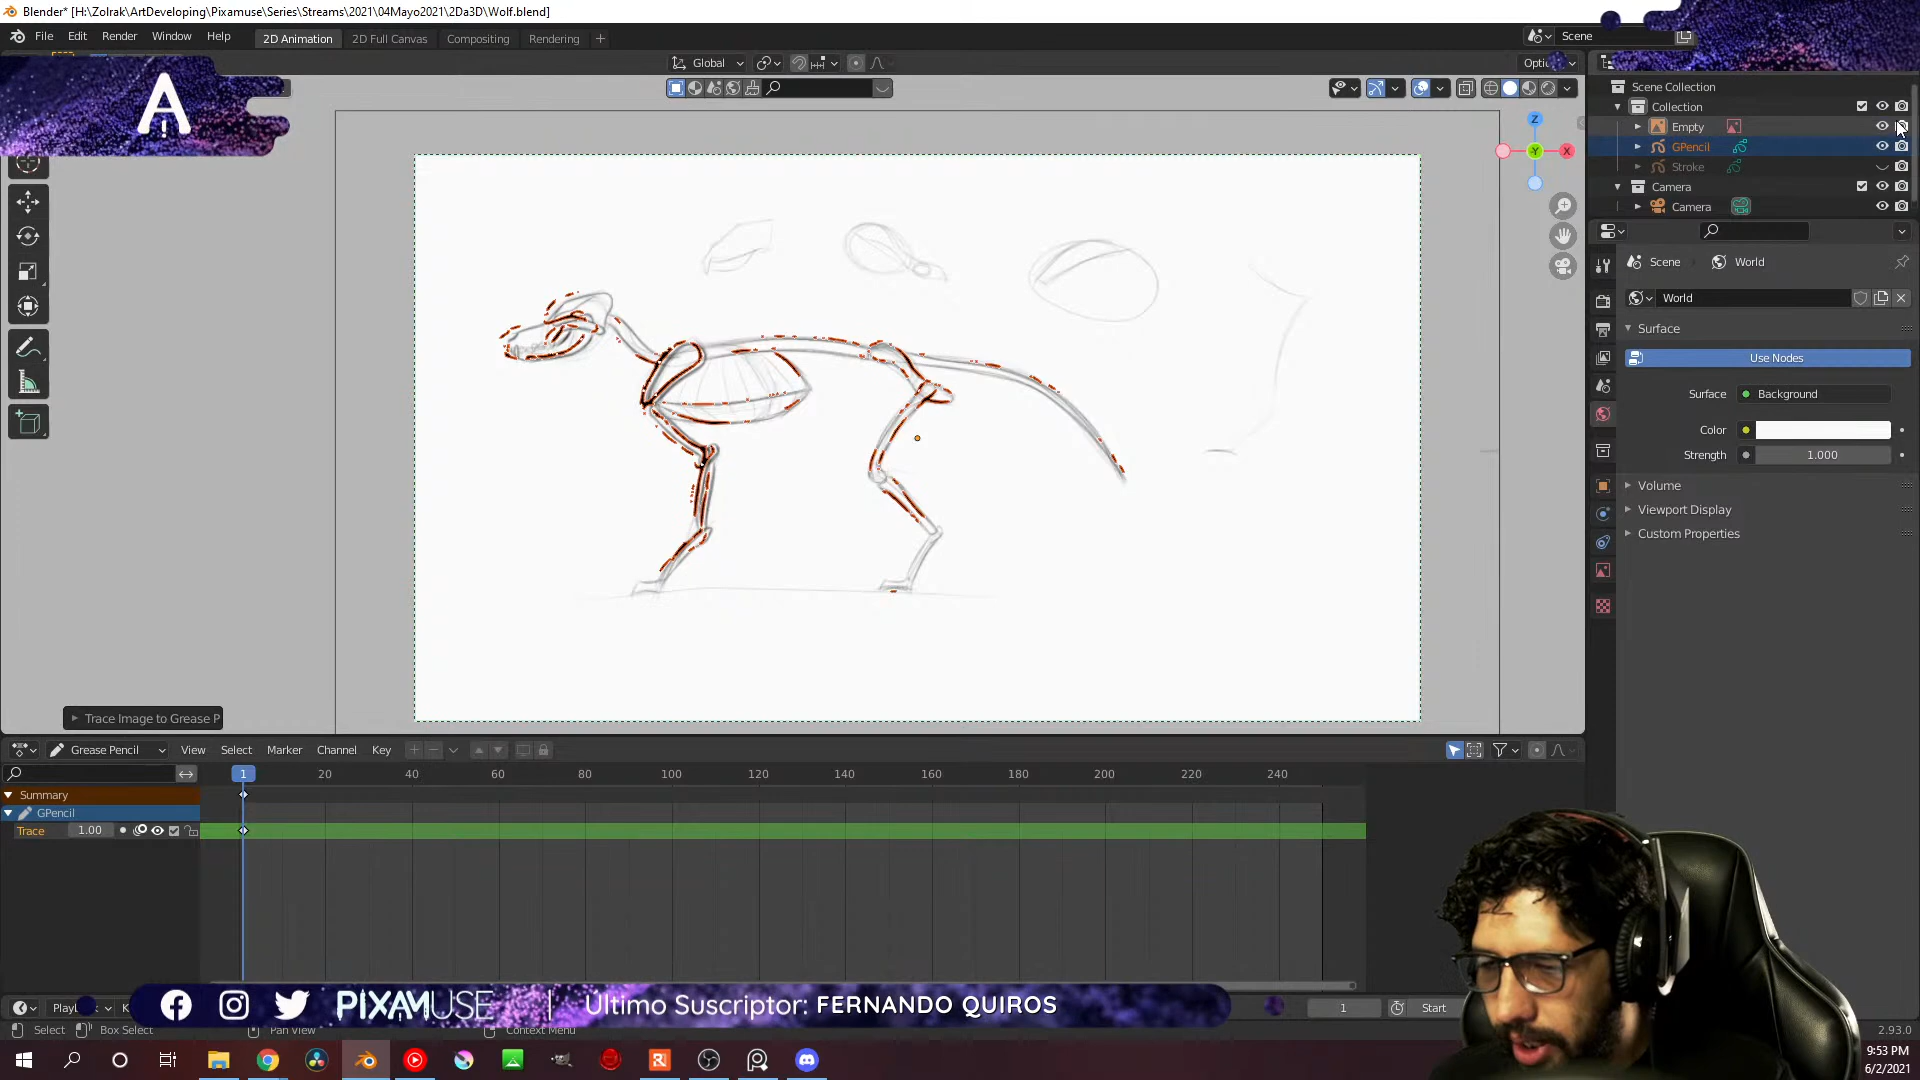 Blender* [H:\Zolrak\ArtDeveloping\Pixamuse\Series\Streams\2021\04Mayo2021\2Da3D\Wolf.blend]
File Edit Render Window Help
2D Animation 2D Full Canvas Compositing Rendering +
Scene
Global
Z
Y
X
Scene Collection
Collection
Empty
GPencil
Stroke
Camera
Camera
Scene World
World
Surface
Use Nodes
Surface Background
Color
Strength 1.000
Volume
Viewport Display
Custom Properties
Trace Image to Grease P
Grease Pencil View Select Marker Channel Key
1 20 40 60 80 100 120 140 160 180 200 220 240
Summary
GPencil
Trace 1.00
PIXAMUSE | Último Suscriptor: FERNANDO QUIROS
1 Start
Select Box Select Pan View Context Menu
2.93.0
9:53 PM
6/2/2021